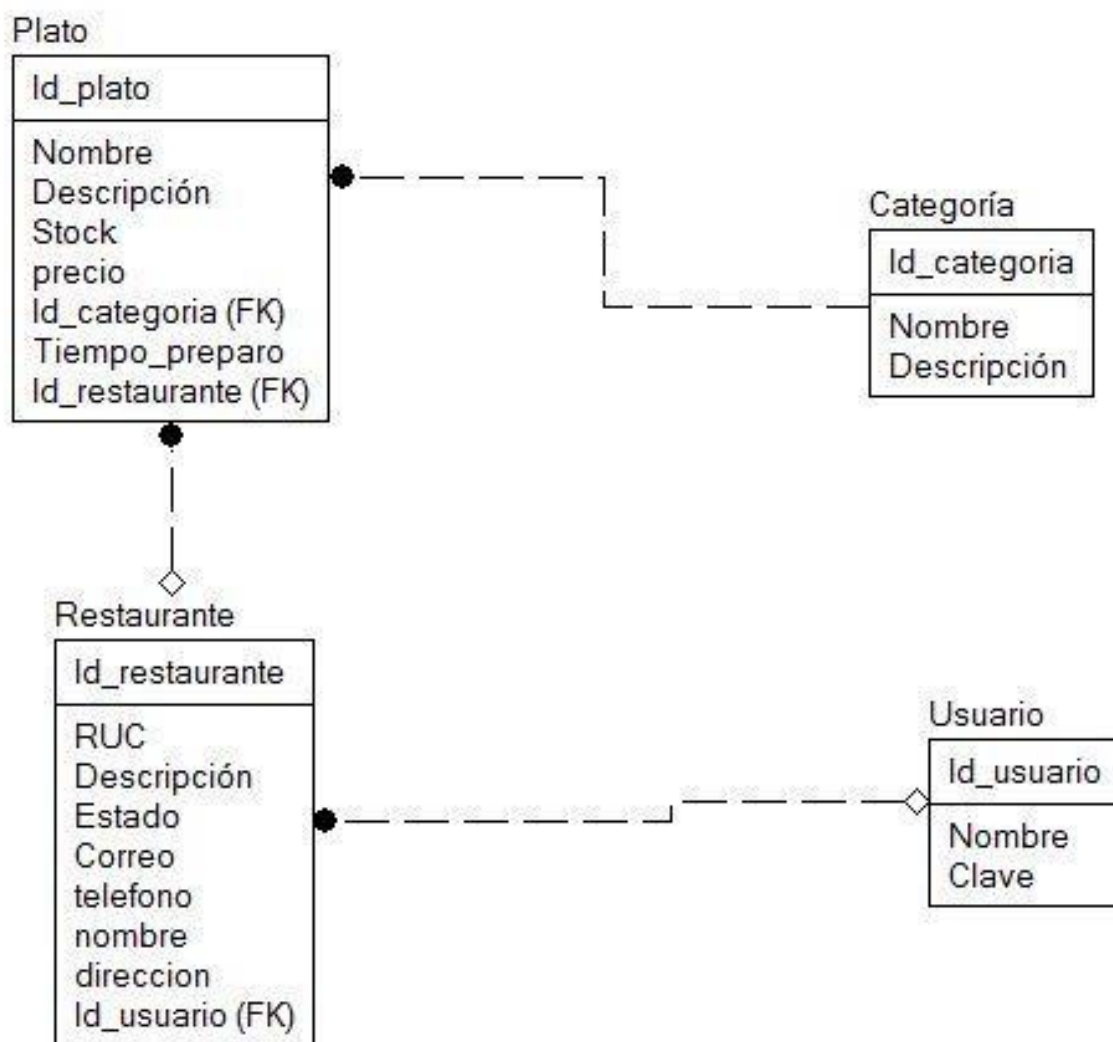 Plato
Id_plato
Nombre
Descripción
Stock
precio
Id_categoria (FK)
Tiempo_preparo
Id_restaurante (FK)
Categoría
Id_categoria
Nombre
Descripción
Restaurante
Id_restaurante
RUC
Descripción
Estado
Correo
telefono
nombre
direccion
Id_usuario (FK)
Usuario
Id_usuario
Nombre
Clave